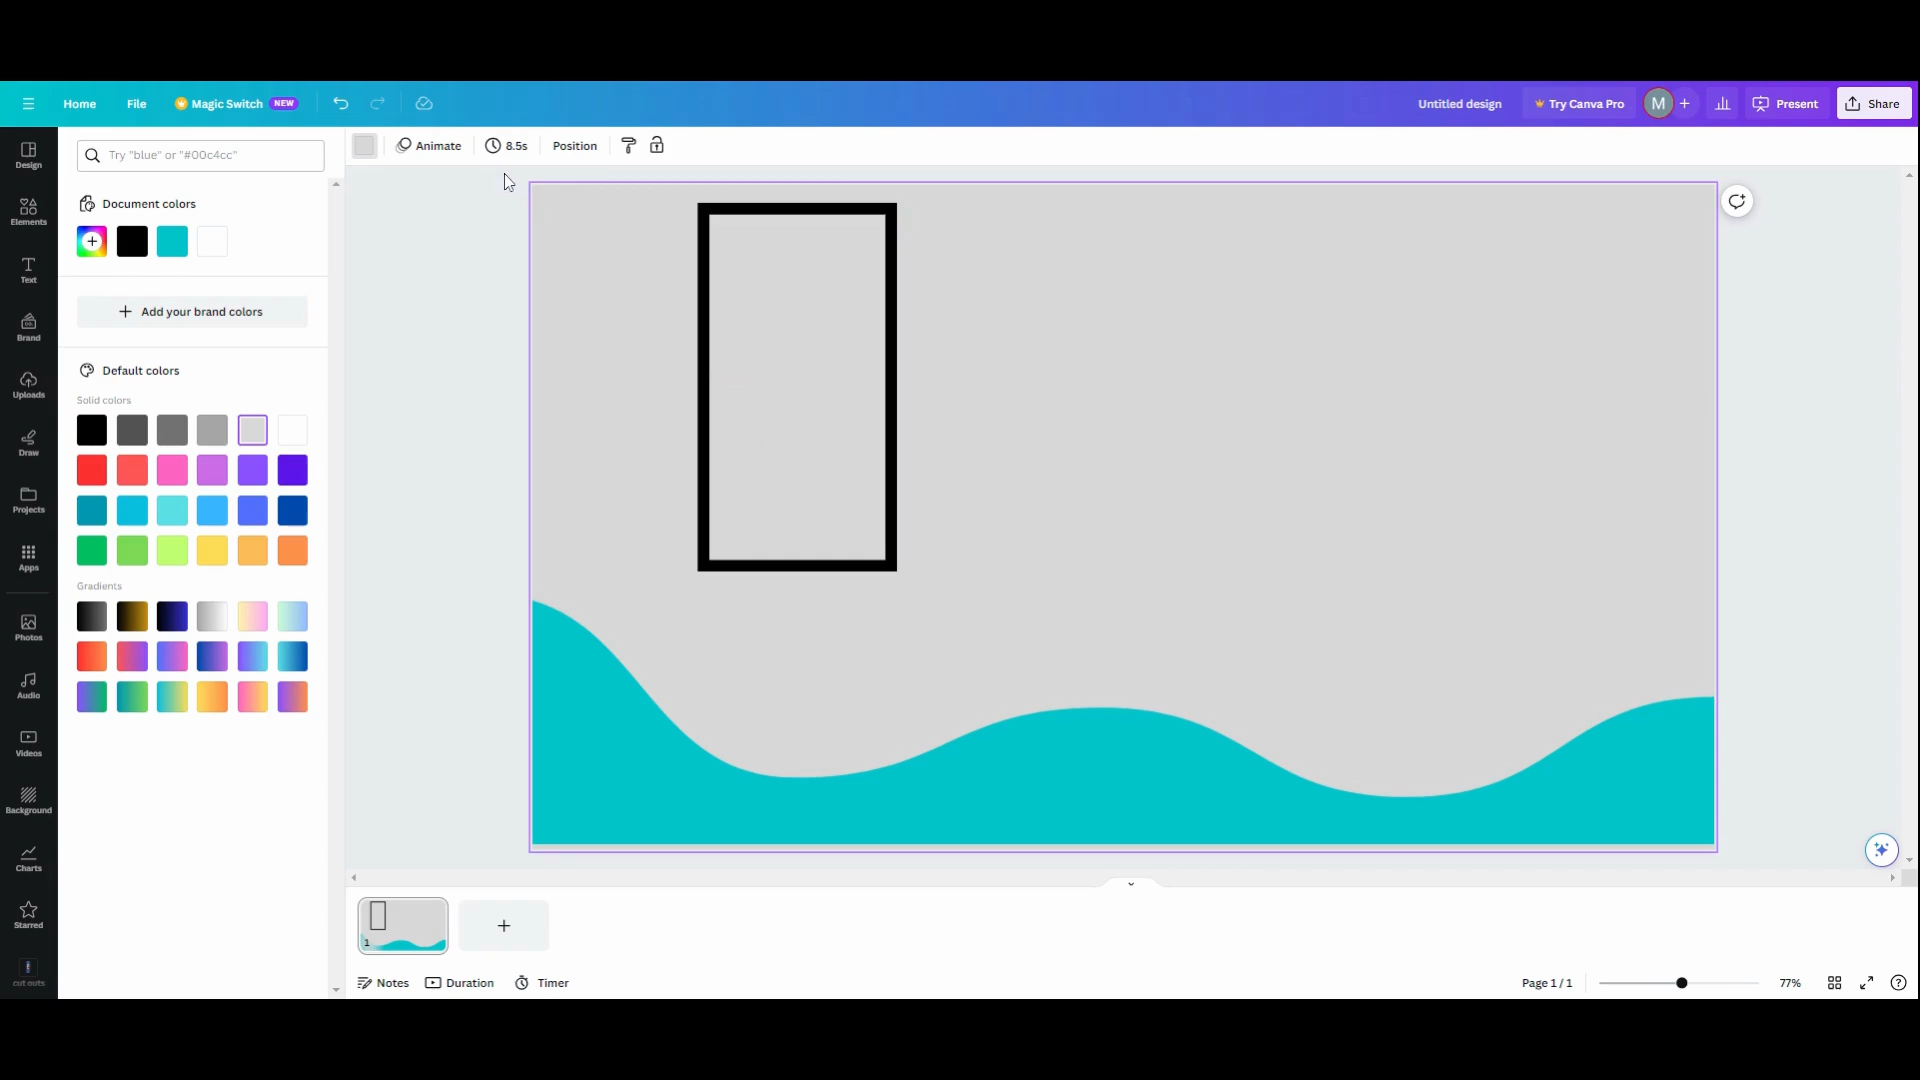 Home
File
Magic Switch NEW
Untitled design
Try Canva Pro
M
Present
Share
Design
Elements
Text
Brand
Uploads
Draw
Projects
Apps
Photos
Audio
Videos
Background
Charts
Starred
cut outs
Try "blue" or "#00c4cc"
Document colors
Add your brand colors
Default colors
Solid colors
Gradients
Animate
8.5s
Position
1
Notes
Duration
Timer
Page 1 / 1
77%